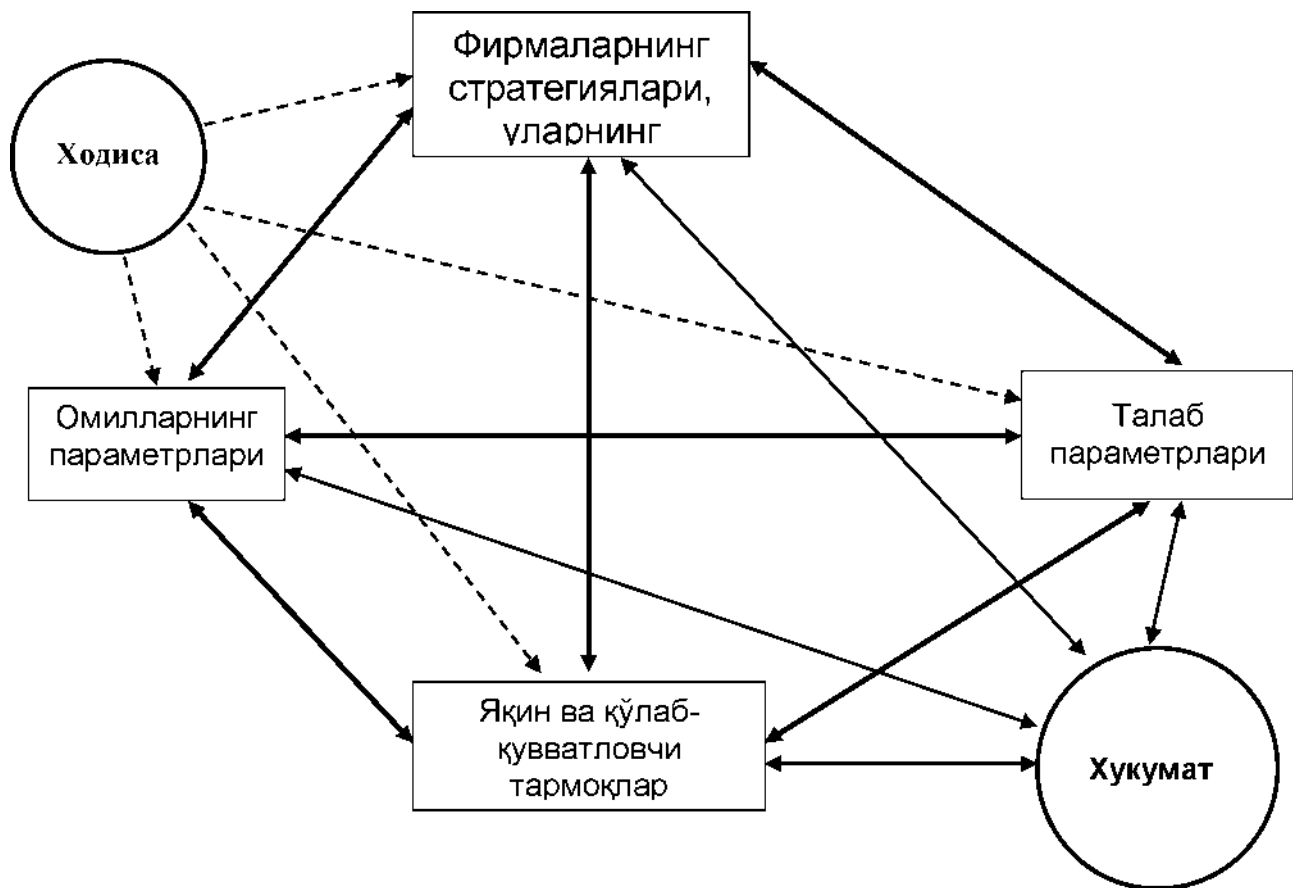 Фирмаларнинг
стратегиялари,
уларнинг
Ходиса
Омилларнинг
параметрлари
Талаб
параметрлари
Яқин ва қўлаб-
қувватловчи
тармоқлар
Хукумат